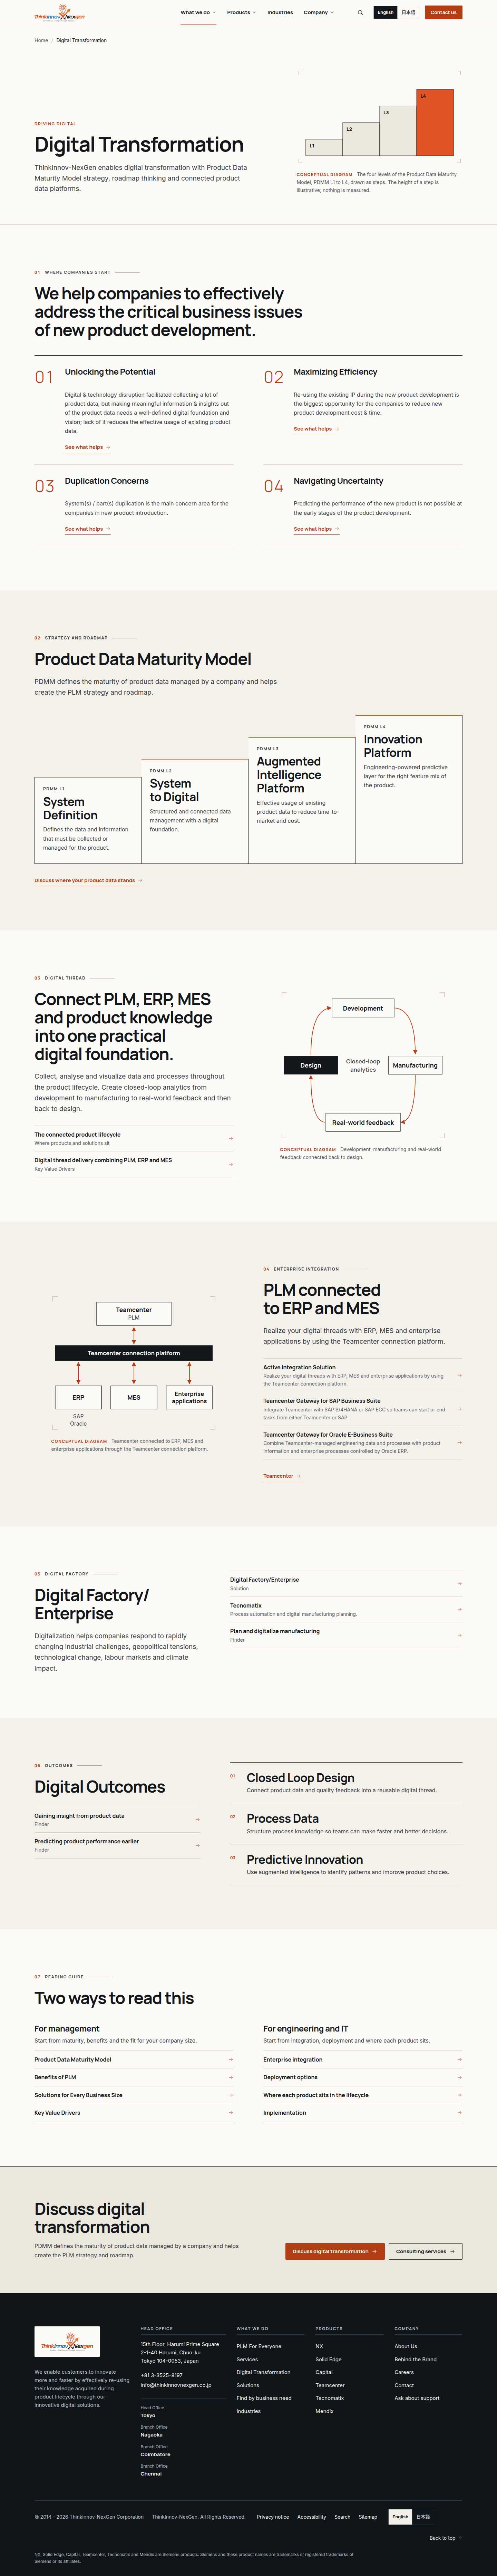 ThinkInnov-Nexgen
What we do
Products
Industries
Company
English
日本語
Contact us
Home / Digital Transformation
DRIVING DIGITAL
Digital Transformation
ThinkInnov-NexGen enables digital transformation with Product Data
Maturity Model strategy, roadmap thinking and connected product
data platforms.
L1
L2
L3
L4
CONCEPTUAL DIAGRAM The four levels of the Product Data Maturity
Model, PDMM L1 to L4, drawn as steps. The height of a step is
illustrative; nothing is measured.
01 WHERE COMPANIES START
We help companies to effectively
address the critical business issues
of new product development.
01
Unlocking the Potential
Digital & technology disruption facilitated during collecting a lot of
product data, but making meaningful information & insights out
of the product data needs a well-defined digital foundation and
vision; lack of it reduces the effective usage of existing product
data.
See what helps →
02
Maximizing Efficiency
Re-using the existing IP during the new product development is
the biggest opportunity for the companies to reduce new
product development cost & time.
See what helps →
03
Duplication Concerns
System(s) / part(s) duplication is the main concern area for the
companies in new product introduction.
See what helps →
04
Navigating Uncertainty
Predicting the performance of the new product is not possible at
the early stages of the product development.
See what helps →
02 STRATEGY AND ROADMAP
Product Data Maturity Model
PDMM defines the maturity of product data managed by a company and helps
create the PLM strategy and roadmap.
PDMM L1
System
Definition
Defines the data and information
that must be collected or
managed for the product.
PDMM L2
System
to Digital
Structured and connected data
management with a digital
foundation.
PDMM L3
Augmented
Intelligence
Platform
Effective usage of existing
product data to reduce time-to-
market and cost.
PDMM L4
Innovation
Platform
Engineering-powered predictive
layer for the right feature mix of
the product.
Discuss where your product data stands →
03 DIGITAL THREAD
Connect PLM, ERP, MES
and product knowledge
into one practical
digital foundation.
Collect, analyse and visualize data and processes throughout
the product lifecycle. Create closed-loop analytics from
development to manufacturing to real-world feedback and then
back to design.
The connected product lifecycle
Where products and solutions sit
Digital thread delivery combining PLM, ERP and MES
Key Value Drivers
Development
Design
Closed-loop
analytics
Manufacturing
Real-world feedback
CONCEPTUAL DIAGRAM Development, manufacturing and real-world
feedback connected back to design.
Teamcenter
PLM
Teamcenter connection platform
ERP
MES
Enterprise
applications
SAP
Oracle
CONCEPTUAL DIAGRAM Teamcenter connected to ERP, MES and
enterprise applications through the Teamcenter connection platform.
04 ENTERPRISE INTEGRATION
PLM connected
to ERP and MES
Realize your digital threads with ERP, MES and enterprise
applications by using the Teamcenter connection platform.
Active Integration Solution
Realize your digital threads with ERP, MES and enterprise applications by using
the Teamcenter connection platform.
Teamcenter Gateway for SAP Business Suite
Integrate Teamcenter with SAP S/4HANA or SAP ECC so teams can start or end
tasks from either Teamcenter or SAP.
Teamcenter Gateway for Oracle E-Business Suite
Combine Teamcenter-managed engineering data and processes with product
information and enterprise processes controlled by Oracle ERP.
Teamcenter →
05 DIGITAL FACTORY
Digital Factory/
Enterprise
Digitalization helps companies respond to rapidly
changing industrial challenges, geopolitical tensions,
technological change, labour markets and climate
impact.
Digital Factory/Enterprise
Solution
Tecnomatix
Process automation and digital manufacturing planning.
Plan and digitalize manufacturing
Finder
06 OUTCOMES
Digital Outcomes
Gaining insight from product data
Finder
Predicting product performance earlier
Finder
01
Closed Loop Design
Connect product data and quality feedback into a reusable digital thread.
02
Process Data
Structure process knowledge so teams can make faster and better decisions.
03
Predictive Innovation
Use augmented intelligence to identify patterns and improve product choices.
07 READING GUIDE
Two ways to read this
For management
Start from maturity, benefits and the fit for your company size.
Product Data Maturity Model
Benefits of PLM
Solutions for Every Business Size
Key Value Drivers
For engineering and IT
Start from integration, deployment and where each product sits.
Enterprise integration
Deployment options
Where each product sits in the lifecycle
Implementation
Discuss digital
transformation
PDMM defines the maturity of product data managed by a company and helps
create the PLM strategy and roadmap.
Discuss digital transformation →
Consulting services →
ThinkInnov-Nexgen
We enable customers to innovate
more and faster by effectively re-using
their knowledge acquired during
product lifecycle through our
innovative digital solutions.
HEAD OFFICE
15th Floor, Harumi Prime Square
2-1-40 Harumi, Chuo-ku
Tokyo 104-0053, Japan
+81 3-3525-8197
info@thinkinnovnexgen.co.jp
Head Office
Tokyo
Branch Office
Nagaoka
Branch Office
Coimbatore
Branch Office
Chennai
WHAT WE DO
PLM For Everyone
Services
Digital Transformation
Solutions
Find by business need
Industries
PRODUCTS
NX
Solid Edge
Capital
Teamcenter
Tecnomatix
Mendix
COMPANY
About Us
Behind the Brand
Careers
Contact
Ask about support
© 2014 - 2026 ThinkInnov-NexGen Corporation
ThinkInnov-NexGen. All Rights Reserved.
Privacy notice
Accessibility
Search
Sitemap
English
日本語
Back to top ↑
NX, Solid Edge, Capital, Teamcenter, Tecnomatix and Mendix are Siemens products. Siemens and these product names are trademarks or registered trademarks of
Siemens or its affiliates.